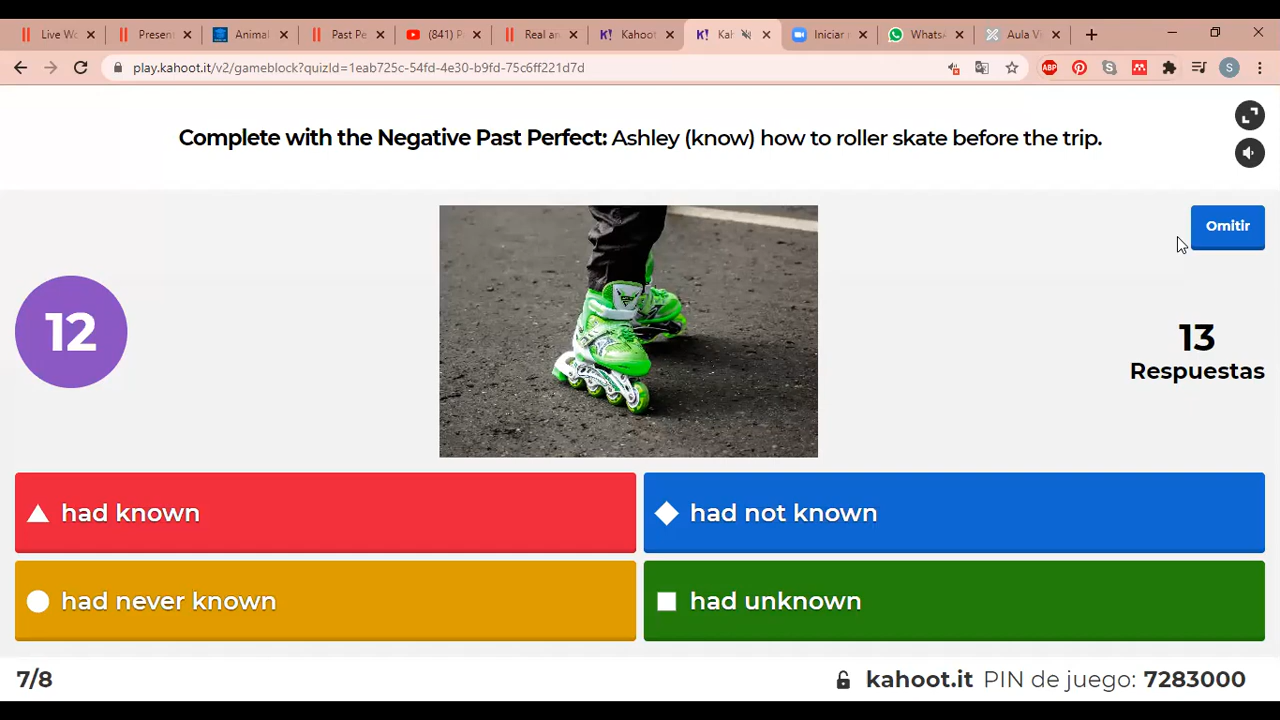 Live Wo
Present
Animal
Past Pe
(841) P
Real an
Kahoot
Kah
Iniciar
WhatsA
Aula Vi
play.kahoot.it/v2/gameblock?quizId=1eab725c-54fd-4e30-b9fd-75c6ff221d7d
ABP
S
Complete with the Negative Past Perfect: Ashley (know) how to roller skate before the trip.
Omitir
12
13
Respuestas
had known
had not known
had never known
had unknown
7/8
kahoot.it PIN de juego: 7283000